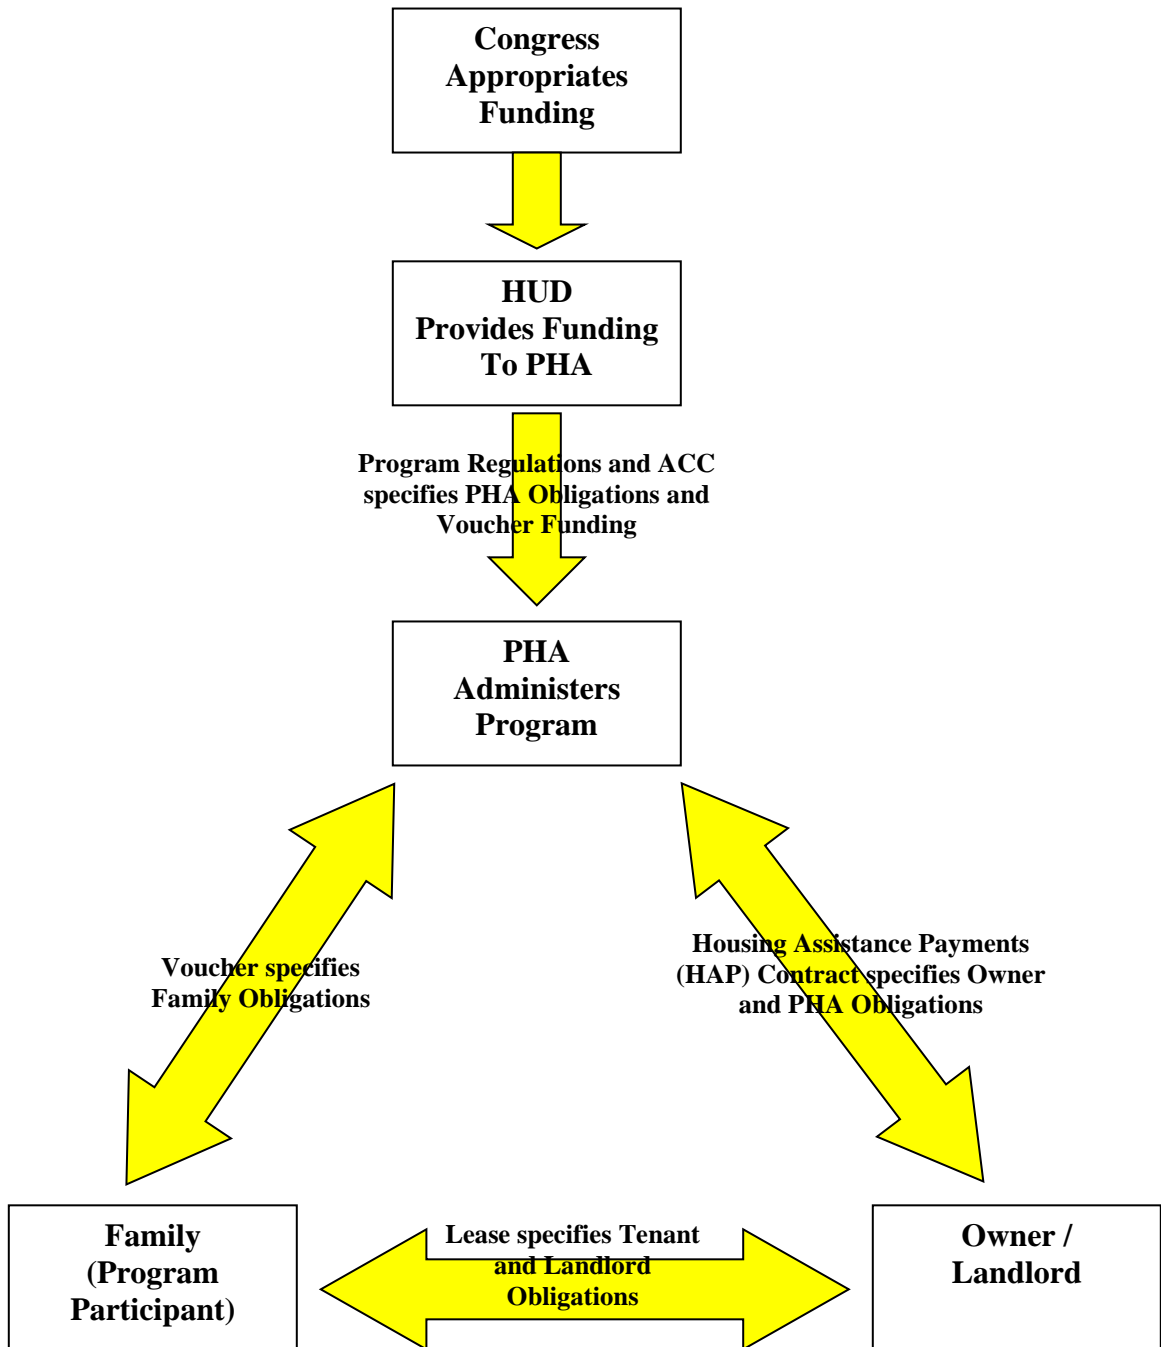 Congress
Appropriates
Funding
HUD
Provides Funding
To PHA
Program Regulations and ACC
specifies PHA Obligations and
Voucher Funding
PHA
Administers
Program
Voucher specifies
Family Obligations
Housing Assistance Payments
(HAP) Contract specifies Owner
and PHA Obligations
Family
(Program
Participant)
Lease specifies Tenant
and Landlord
Obligations
Owner /
Landlord